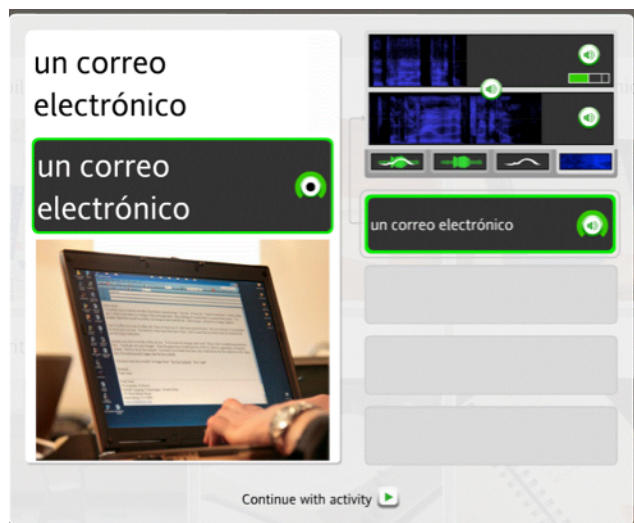 un correo
electrónico
un correo
electrónico
un correo electrónico
Continue with activity